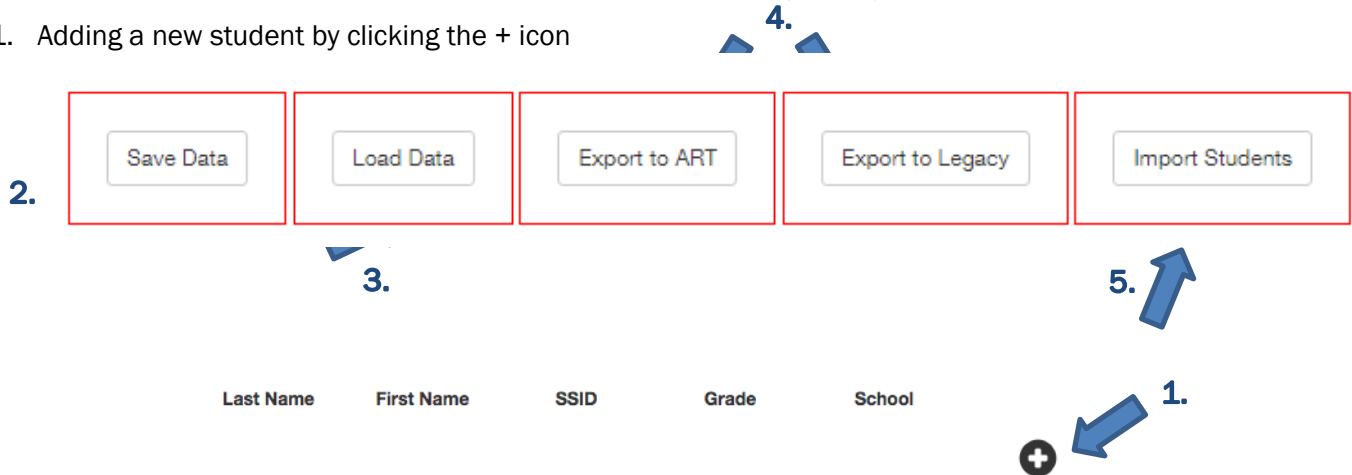 1. Adding a new student by clicking the + icon
4.
Save Data Load Data Export to ART Export to Legacy Import Students
2.
3.
5.
Last Name First Name SSID Grade School
1.